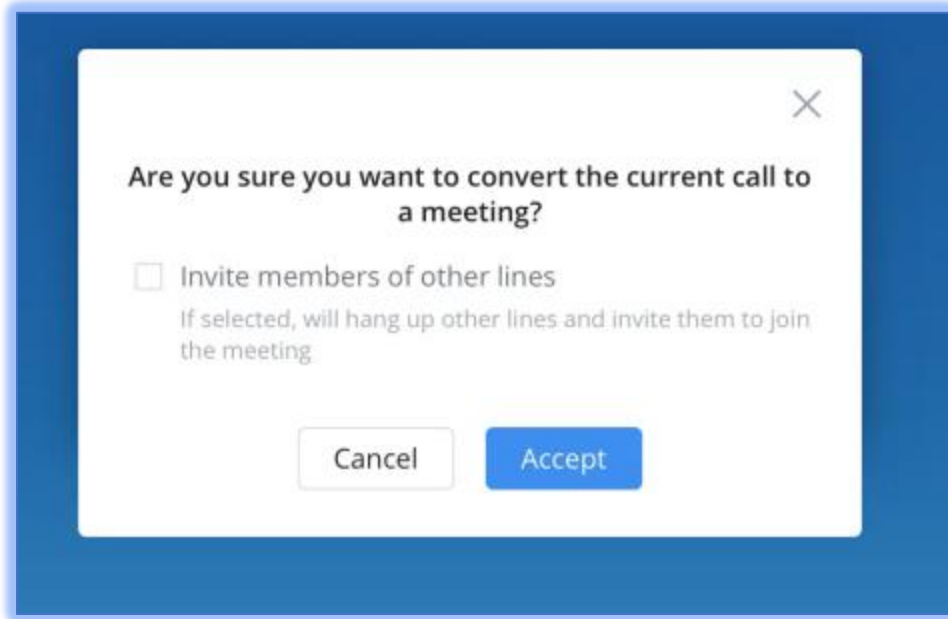 Are you sure you want to convert the current call to
a meeting?
Invite members of other lines
If selected, will hang up other lines and invite them to join
the meeting
Cancel
Accept